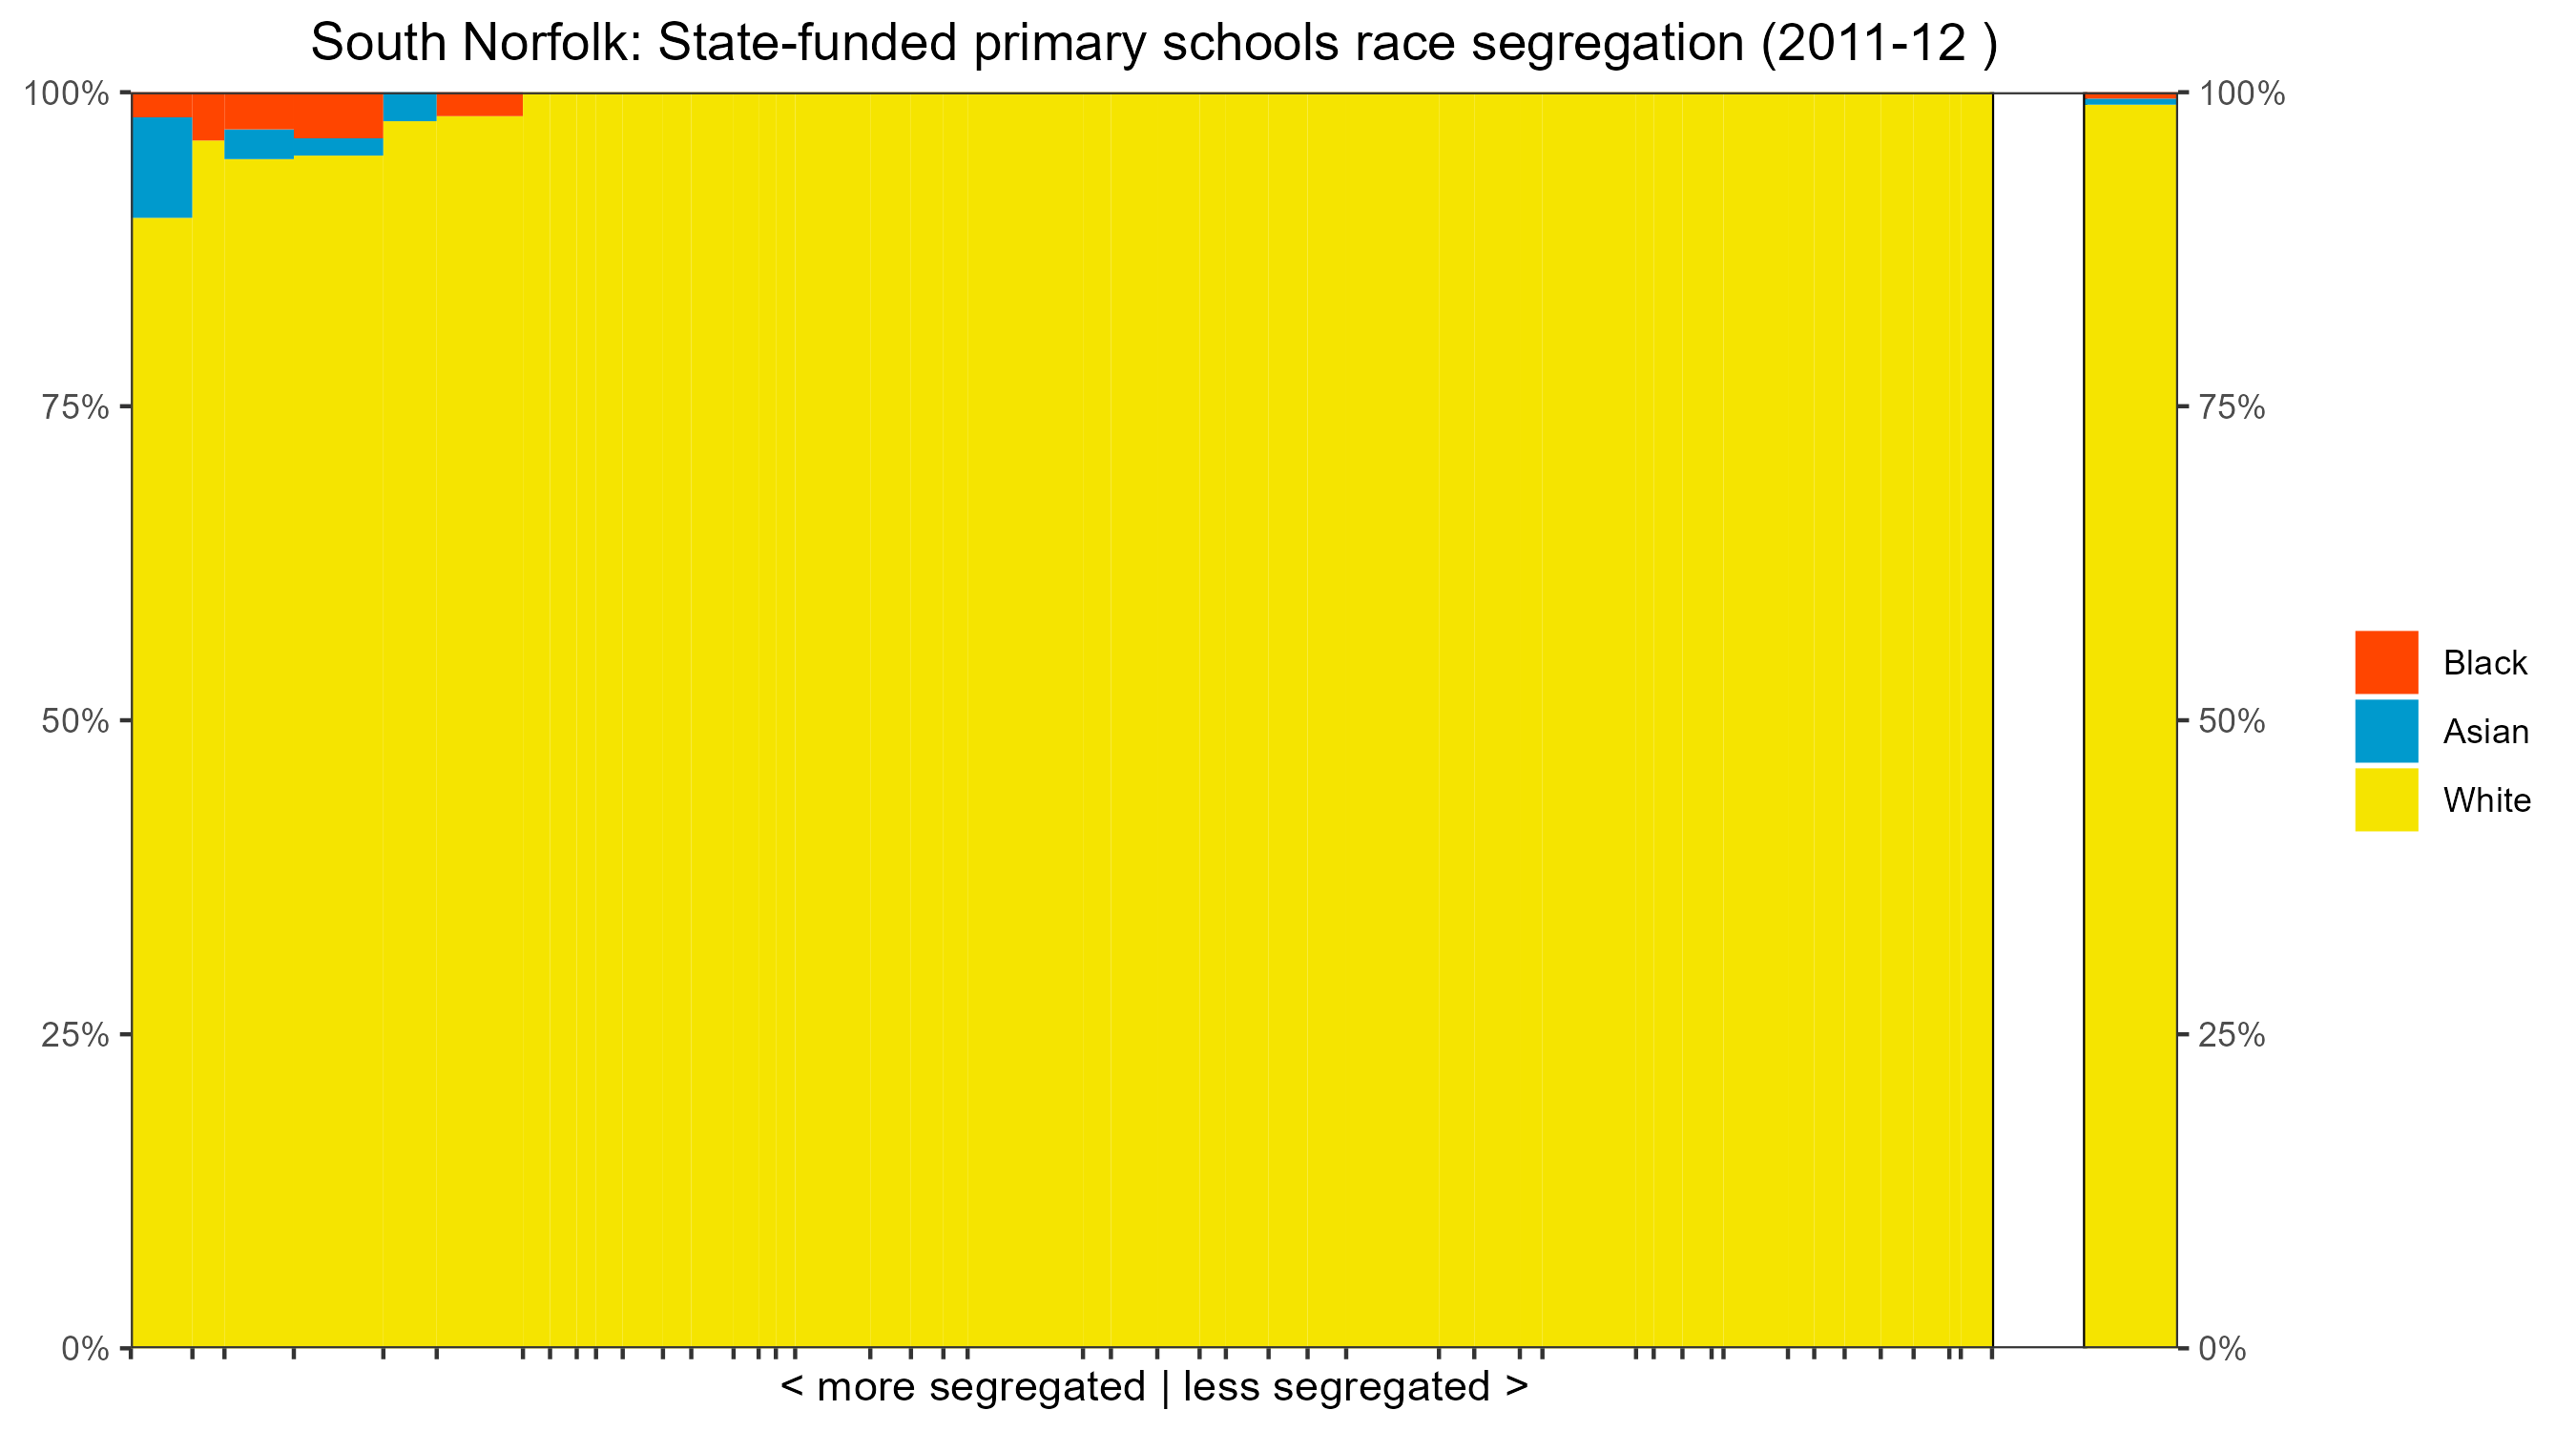 South Norfolk: State-funded primary schools race segregation (2011-12 )
100%
75%
50%
25%
0%
100%
75%
50%
25%
0%
Black
Asian
White
< more segregated | less segregated >